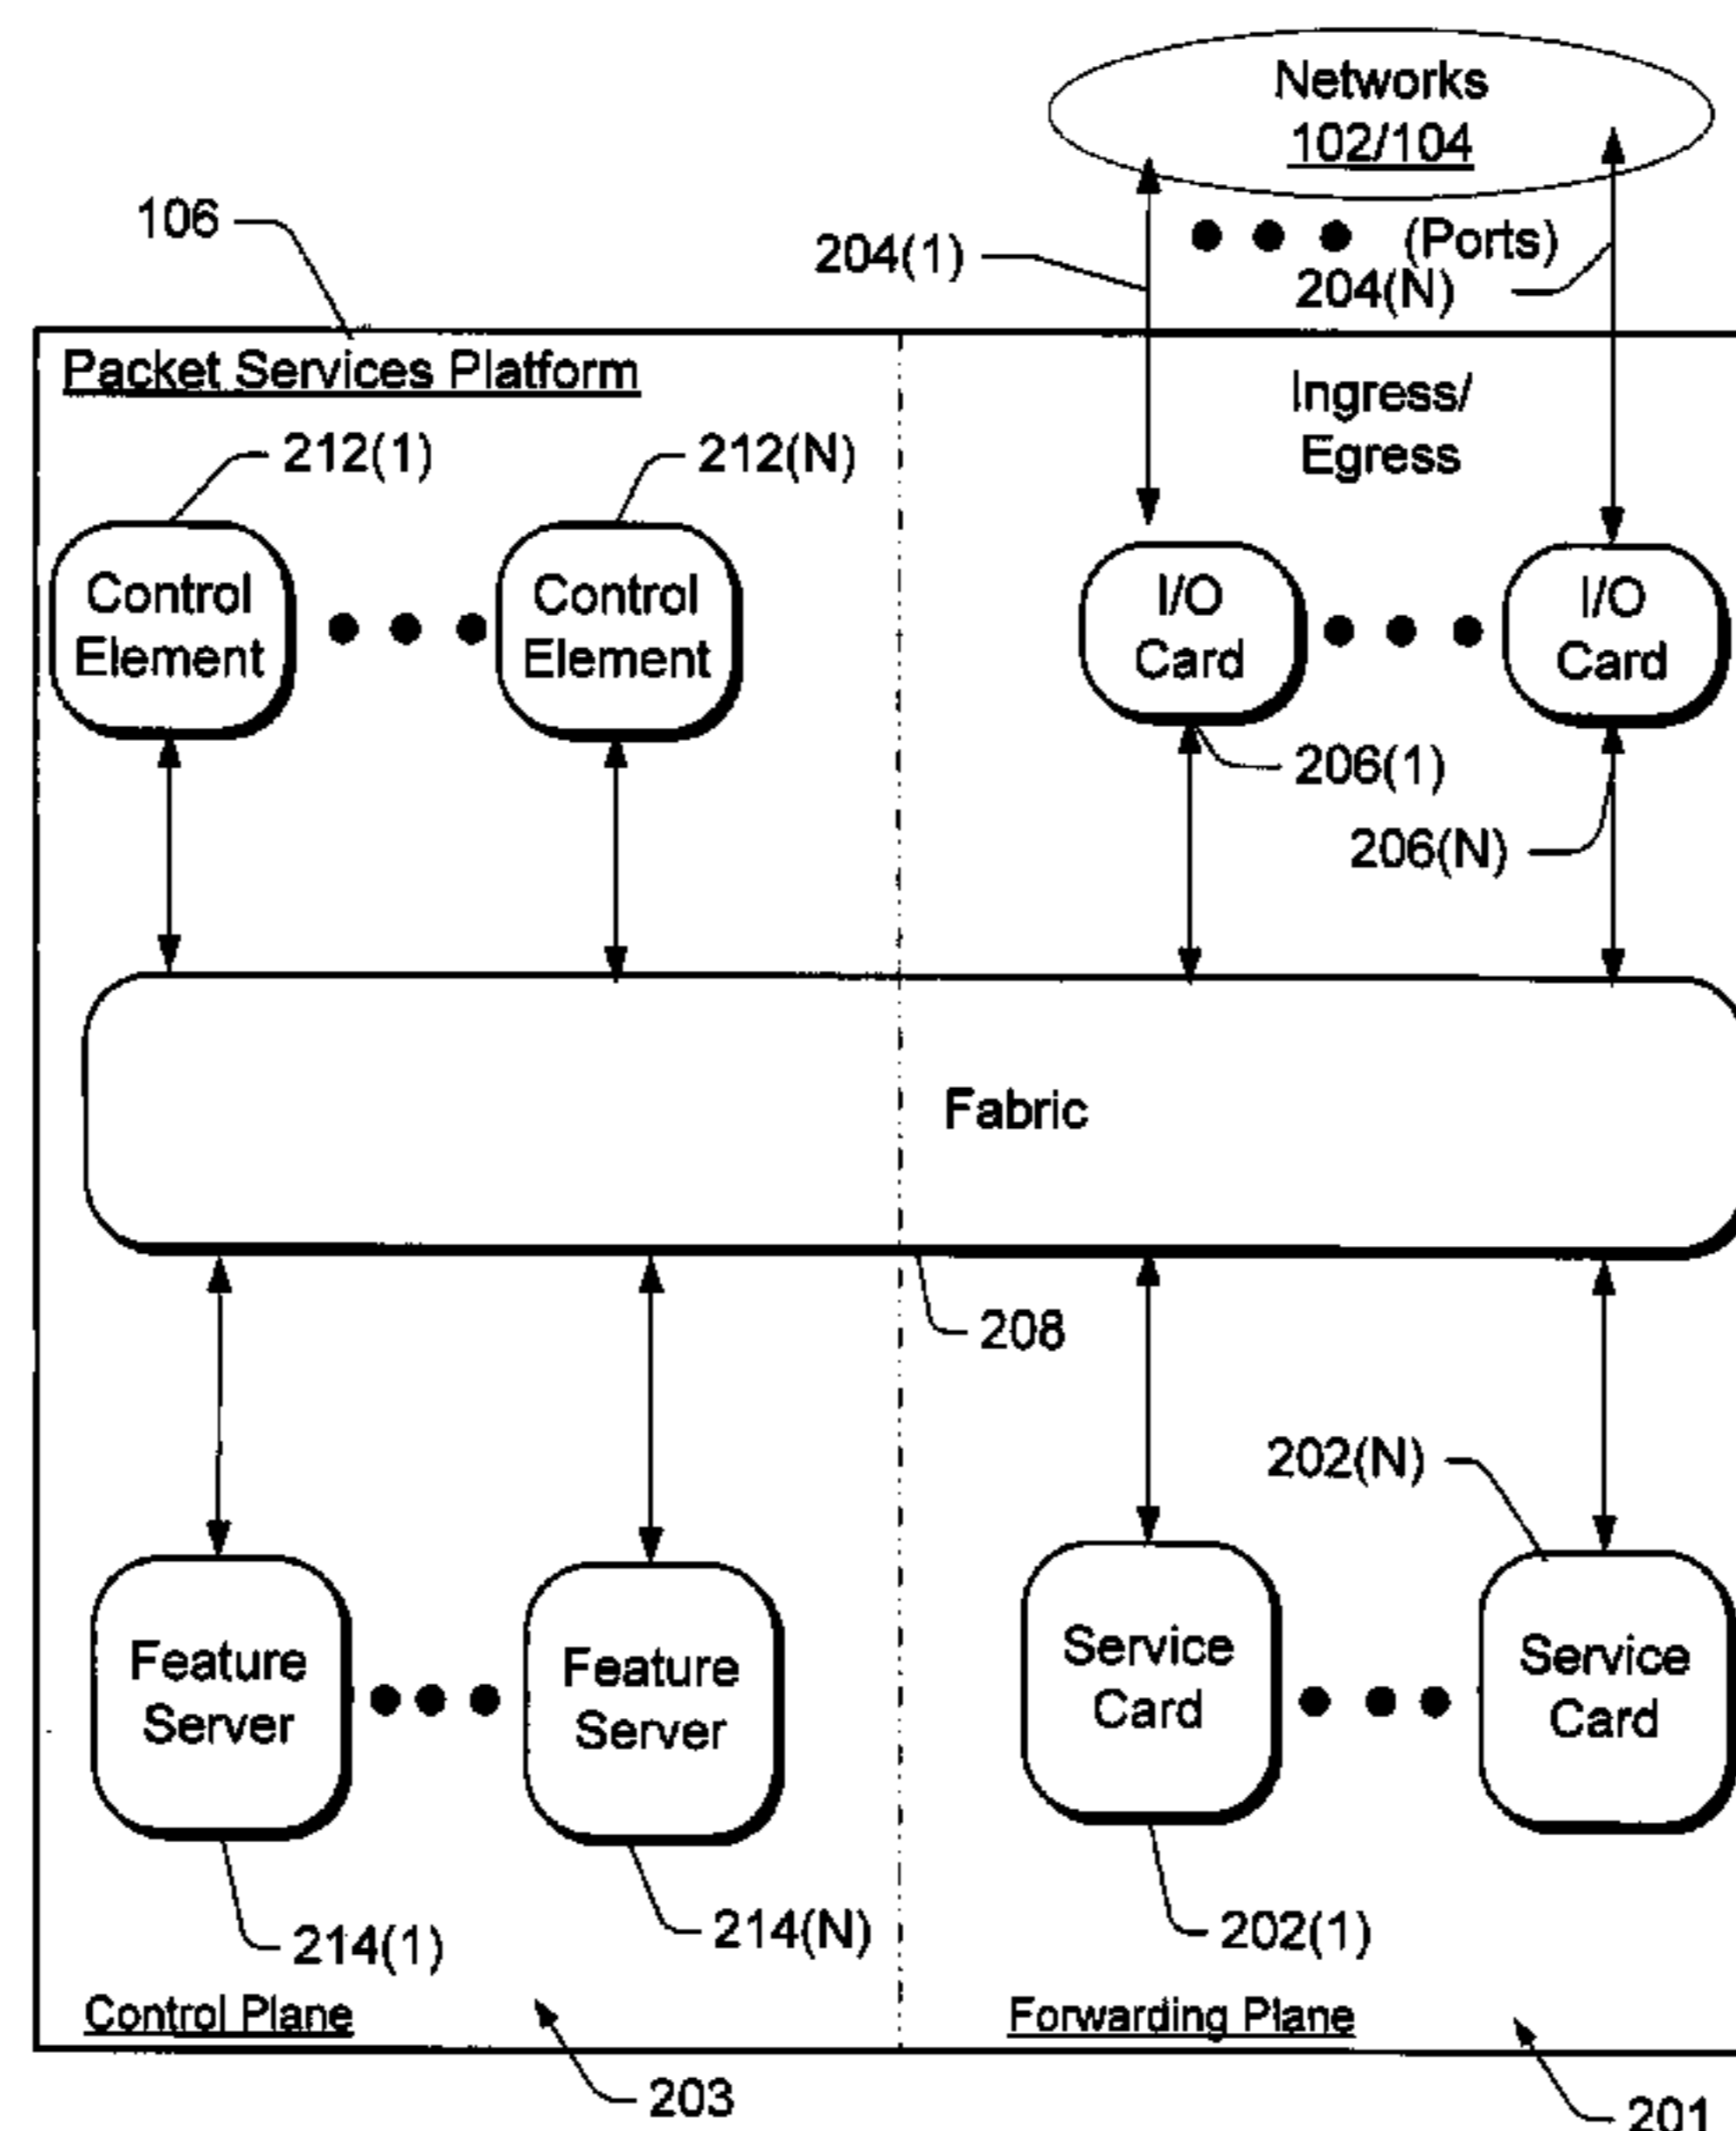 Networks
102/104
106
204(1)
(Ports)
204(N)
Packet Services Platform
Ingress/
Egress
212(1)
212(N)
Control
Element
Control
Element
I/O
Card
I/O
Card
206(1)
206(N)
Fabric
208
202(N)
Feature
Server
Feature
Server
Service
Card
Service
Card
214(1)
214(N)
202(1)
Control Plane
Forwarding Plane
203
201